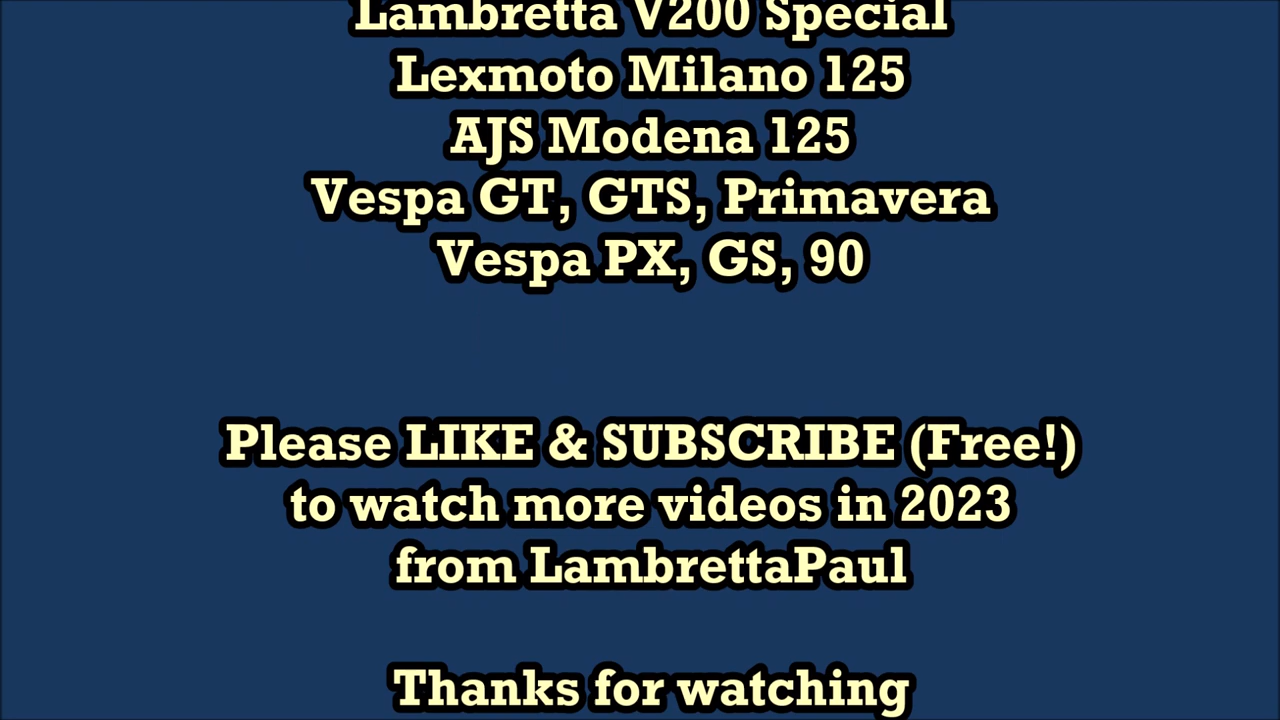 Lambretta V200 Special
Lexmoto Milano 125
AJS Modena 125
Vespa GT, GTS, Primavera
Vespa PX, GS, 90
Please LIKE & SUBSCRIBE (Free!)
to watch more videos in 2023
from LambrettaPaul
Thanks for watching